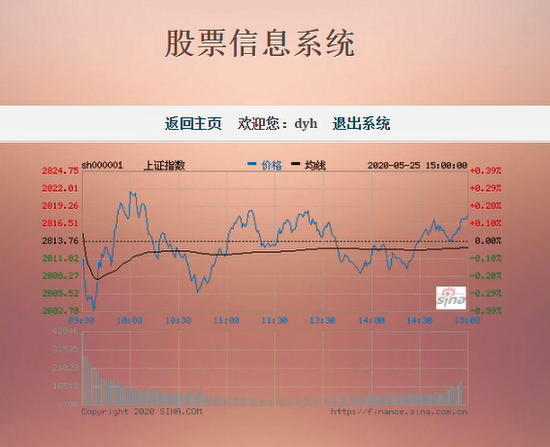 股票信息系统
返回主页 欢迎您：dyh 退出系统
sh000001 上证指数 价格 均线 2020-05-25 15:00:00
2824.75 +0.39%
2822.01 +0.29%
2819.26 +0.20%
2816.51 +0.10%
2813.76 0.00%
2811.02 +0.10%
2808.27 +0.20%
2805.52 +0.29%
2802.78 +0.39%
sina
09:30 10:00 10:30 11:00 11:30 13:30 14:00 14:30 15:00
42046
31535
21023
10512
×100
Copyright 2020 SINA.COM http://finance.sina.com.cn